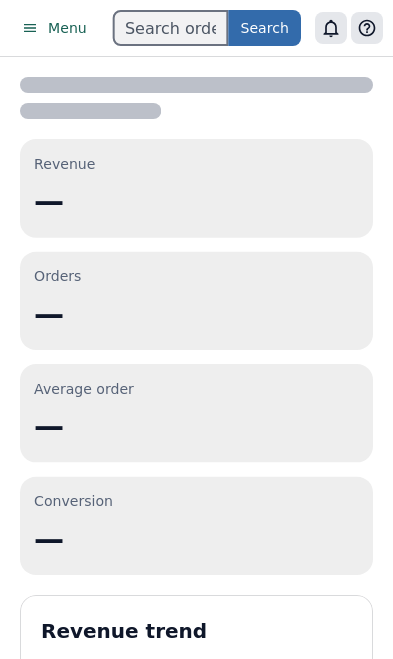 Menu
Search orde
Search
Revenue
—
Orders
—
Average order
—
Conversion
—
Revenue trend